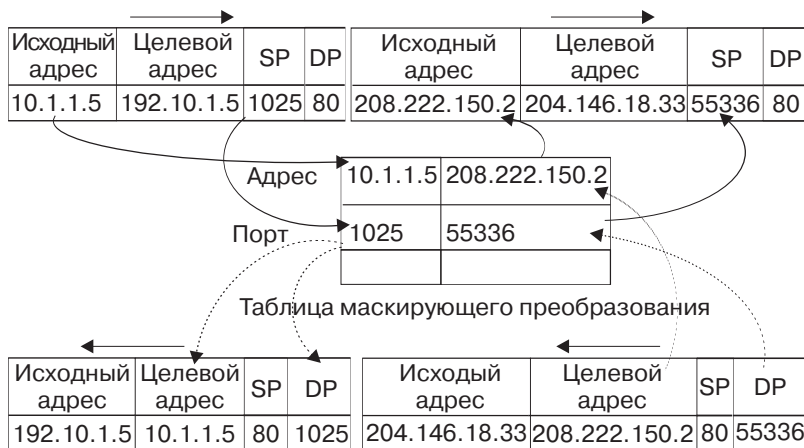 Исходный адрес Целевой адрес SP DP
10.1.1.5 192.10.1.5 1025 80
Исходный адрес Целевой адрес SP DP
208.222.150.2 204.146.18.33 55336 80
Адрес 10.1.1.5 208.222.150.2
Порт 1025 55336
Таблица маскирующего преобразования
Исходный адрес Целевой адрес SP DP
192.10.1.5 10.1.1.5 80 1025
Исходый адрес Целевой адрес SP DP
204.146.18.33 208.222.150.2 80 55336